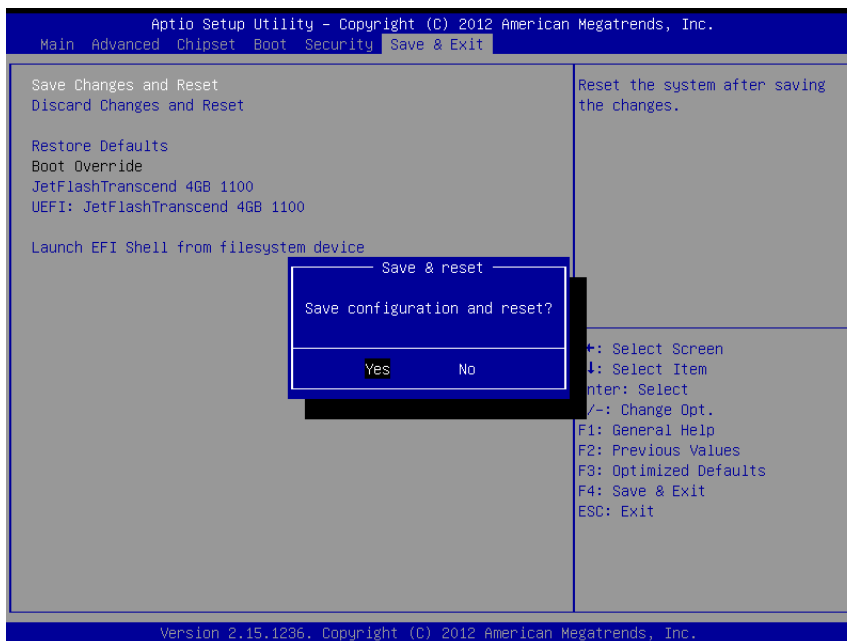 Aptio Setup Utility – Copyright (C) 2012 American Megatrends, Inc.
Main Advanced Chipset Boot Security Save & Exit
Save Changes and Reset
Discard Changes and Reset
Restore Defaults
Boot Override
JetFlashTranscend 4GB 1100
UEFI: JetFlashTranscend 4GB 1100
Launch EFI Shell from filesystem device
Reset the system after saving
the changes.
Save & reset
Save configuration and reset?
Yes No
←: Select Screen
↓: Select Item
nter: Select
/-: Change Opt.
F1: General Help
F2: Previous Values
F3: Optimized Defaults
F4: Save & Exit
ESC: Exit
Version 2.15.1236. Copyright (C) 2012 American Megatrends, Inc.